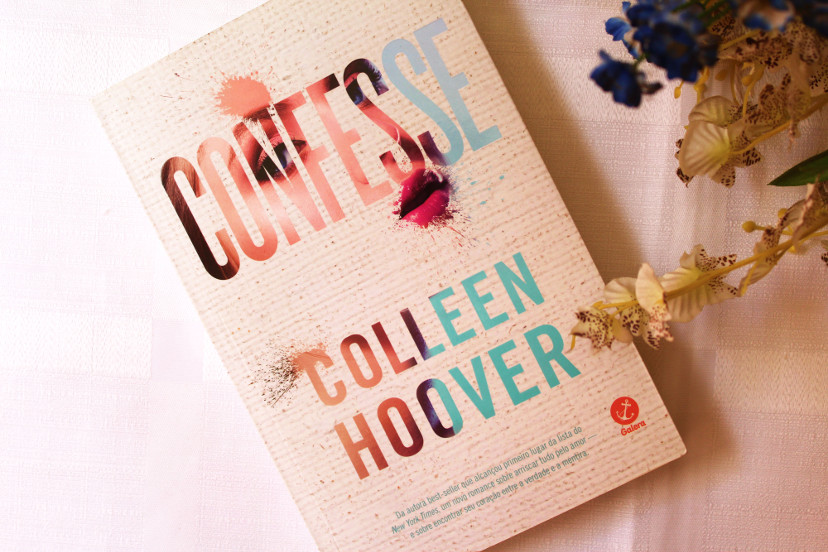 CONFESSE
COLLEEN
HOOVER
Galera
Da autora best-seller que alcançou primeiro lugar da lista do
New York Times, um novo romance sobre arriscar tudo pelo amor —
e sobre encontrar seu coração entre a verdade e a mentira.